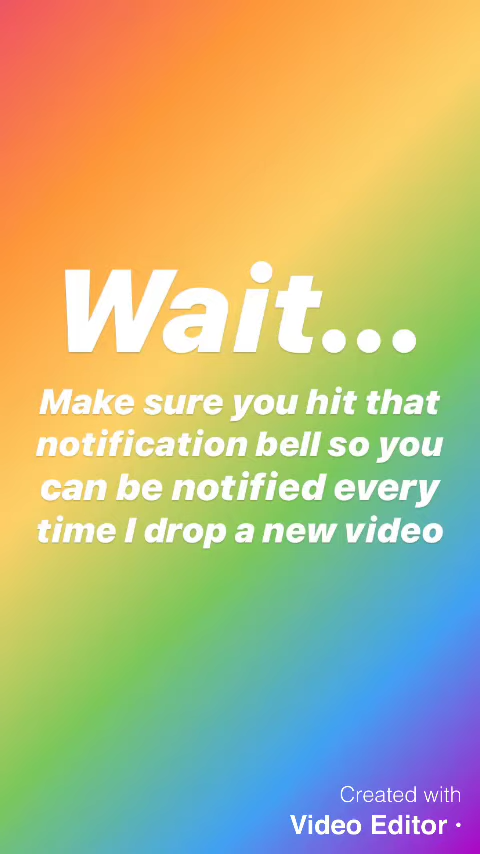 Wait...
Make sure you hit that
notification bell so you
can be notified every
time I drop a new video
Created with
Video Editor ·